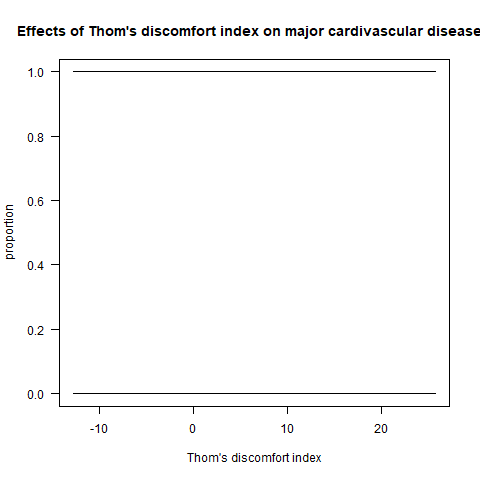 Effects of Thom's discomfort index on major cardivascular disease
1.0
0.8
0.6
0.4
0.2
0.0
proportion
-10 0 10 20
Thom's discomfort index